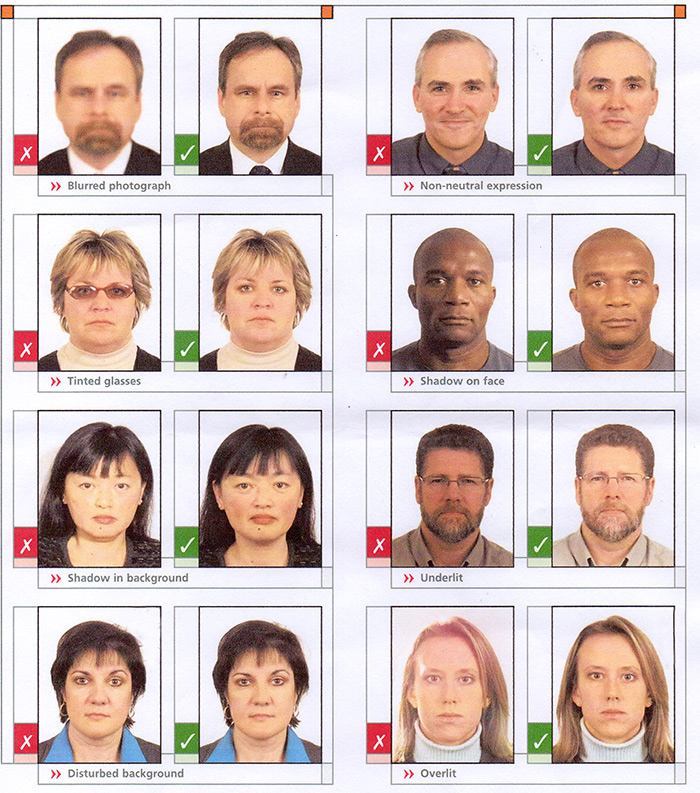 » Blurred photograph
» Non-neutral expression
» Tinted glasses
» Shadow on face
» Shadow in background
» Underlit
» Disturbed background
» Overlit